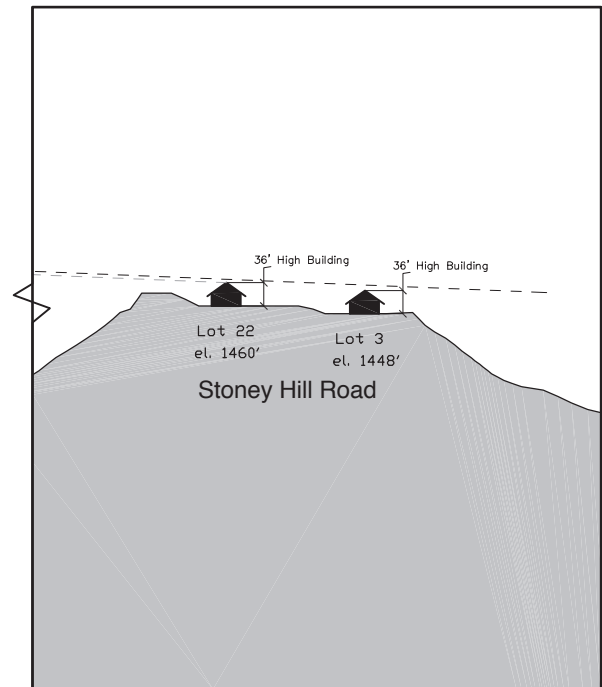 36' High Building
36' High Building
Lot 22
el. 1460'
Lot 3
el. 1448'
Stoney Hill Road